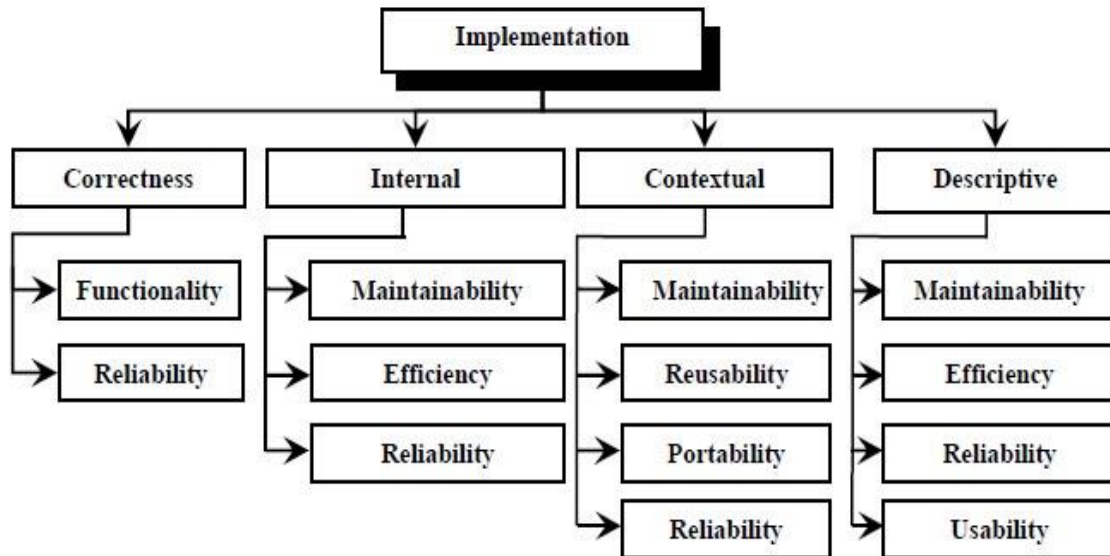 Implementation
Correctness
Internal
Contextual
Descriptive
Functionality
Maintainability
Maintainability
Maintainability
Reliability
Efficiency
Reusability
Efficiency
Reliability
Portability
Reliability
Reliability
Usability